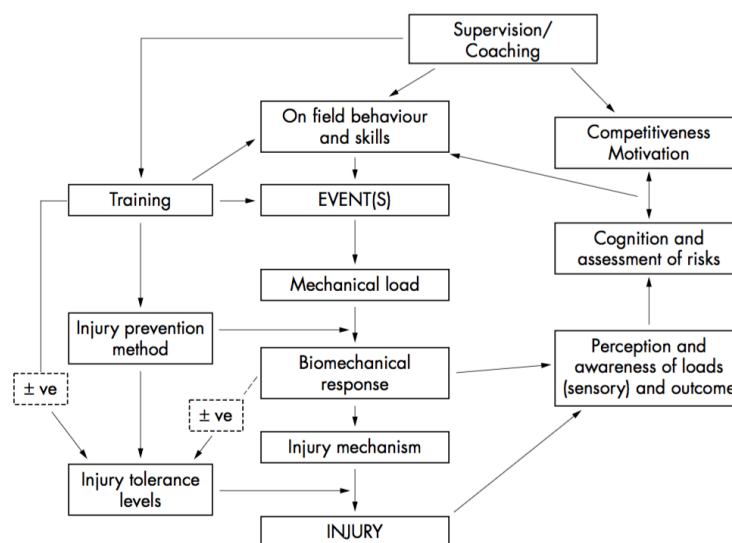 Supervision/
Coaching
On field behaviour
and skills
Competitiveness
Motivation
Training
EVENT(S)
Cognition and
assessment of risks
Mechanical load
Injury prevention
method
Biomechanical
response
Perception and
awareness of loads
(sensory) and outcome
± ve
± ve
Injury mechanism
Injury tolerance
levels
INJURY